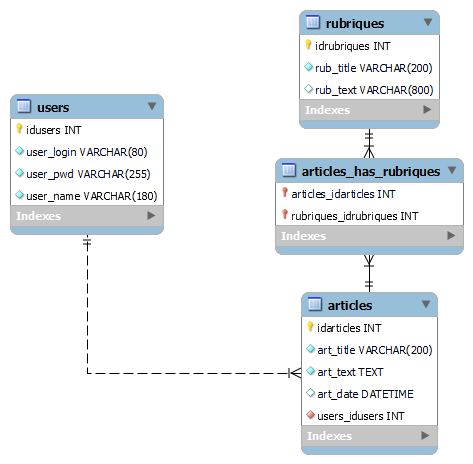 rubriques
idrubriques INT
rub_title VARCHAR(200)
rub_text VARCHAR(800)
Indexes
users
idusers INT
user_login VARCHAR(80)
user_pwd VARCHAR(255)
user_name VARCHAR(180)
Indexes
articles_has_rubriques
articles_idarticles INT
rubriques_idrubriques INT
Indexes
articles
idarticles INT
art_title VARCHAR(200)
art_text TEXT
art_date DATETIME
users_idusers INT
Indexes